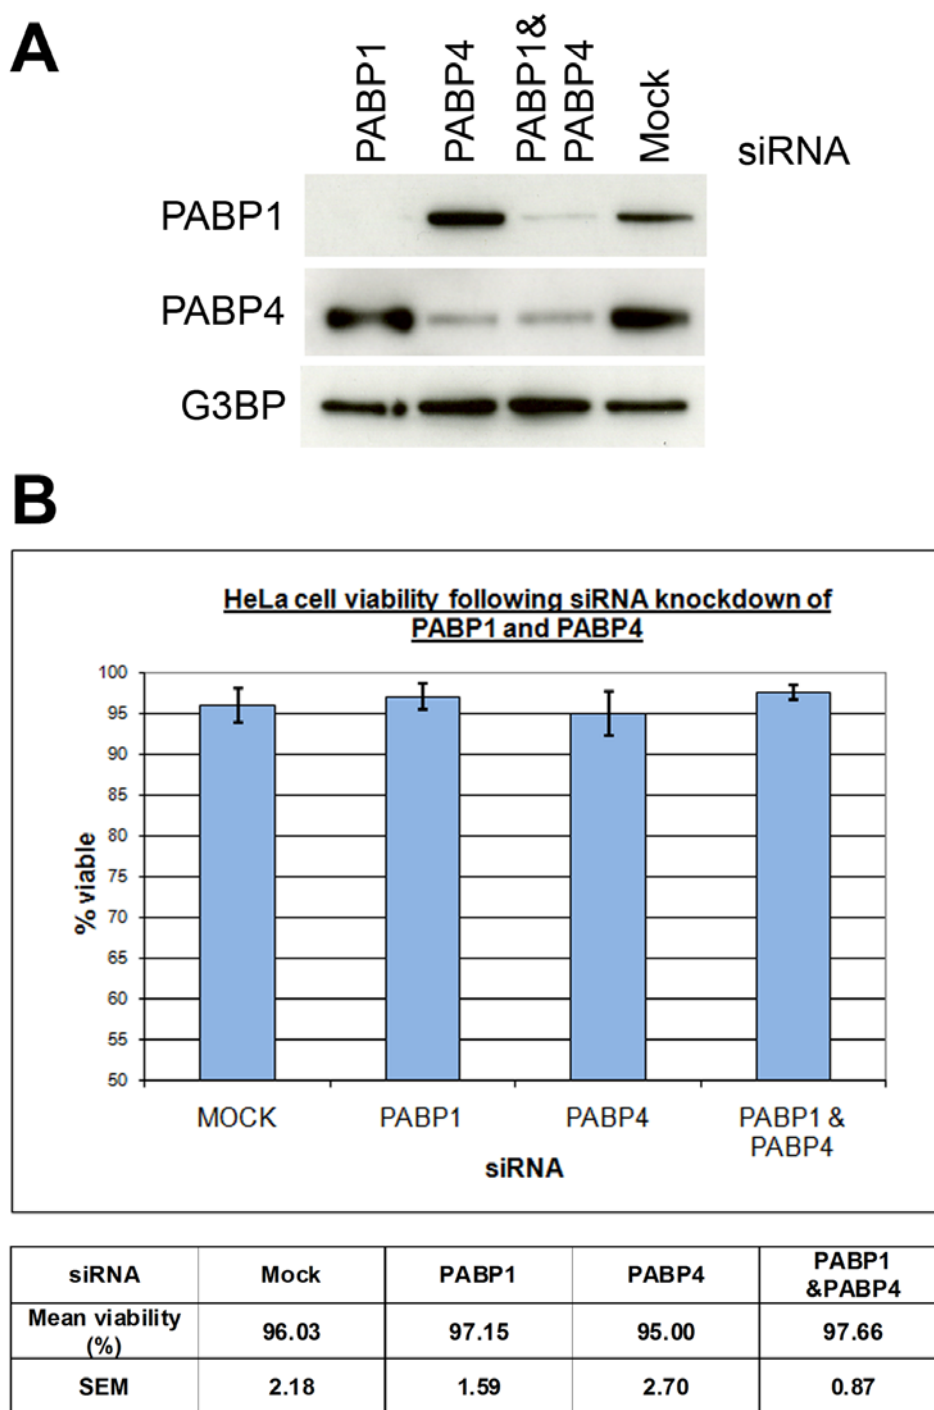 A
PABP1
PABP4
PABP1&
PABP4
Mock
siRNA
PABP1
PABP4
G3BP
B
HeLa cell viability following siRNA knockdown of
PABP1 and PABP4
100
95
90
85
80
75
70
65
60
55
50
% viable
MOCK
PABP1
PABP4
PABP1 &
PABP4
siRNA
siRNA Mock PABP1 PABP4 PABP1
&PABP4
Mean viability
(%) 96.03 97.15 95.00 97.66
SEM 2.18 1.59 2.70 0.87